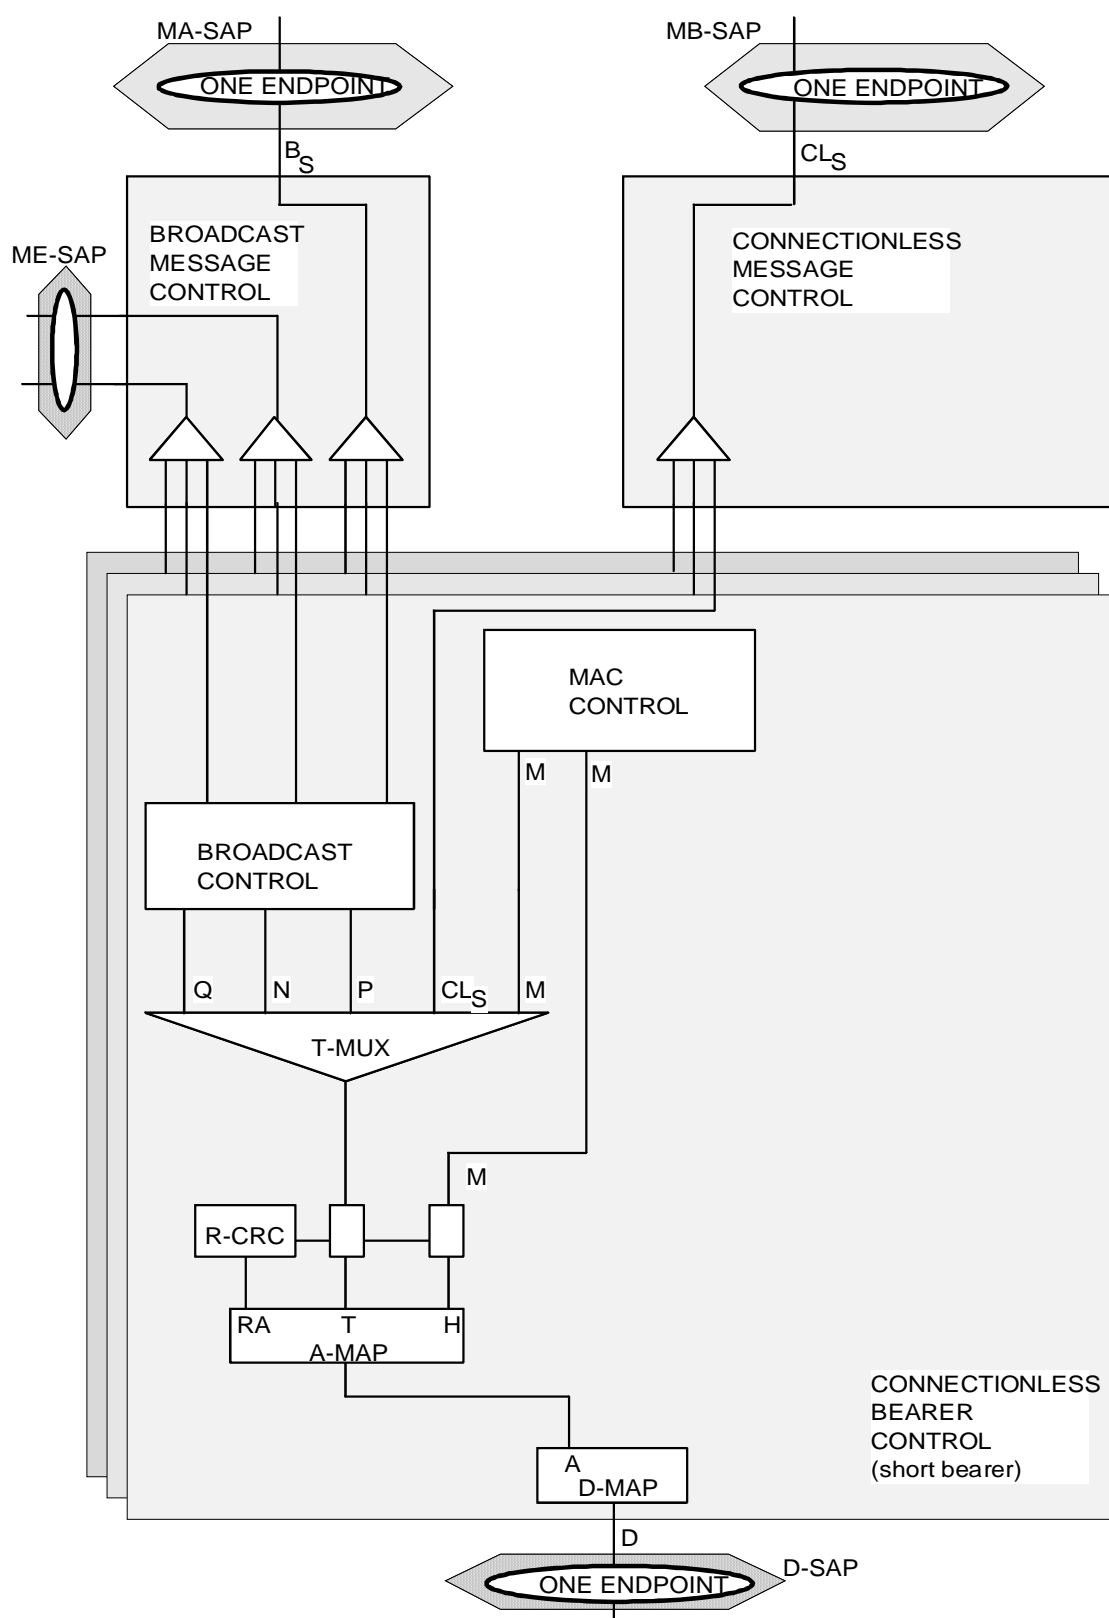 MA-SAP
MB-SAP
ONE ENDPOINT
ONE ENDPOINT
BS
CLS
ME-SAP
BROADCAST
MESSAGE
CONTROL
CONNECTIONLESS
MESSAGE
CONTROL
MAC
CONTROL
M
M
BROADCAST
CONTROL
Q
N
P
CLS
M
T-MUX
M
R-CRC
RA
T
H
A-MAP
CONNECTIONLESS
BEARER
CONTROL
(short bearer)
A
D-MAP
D
D-SAP
ONE ENDPOINT